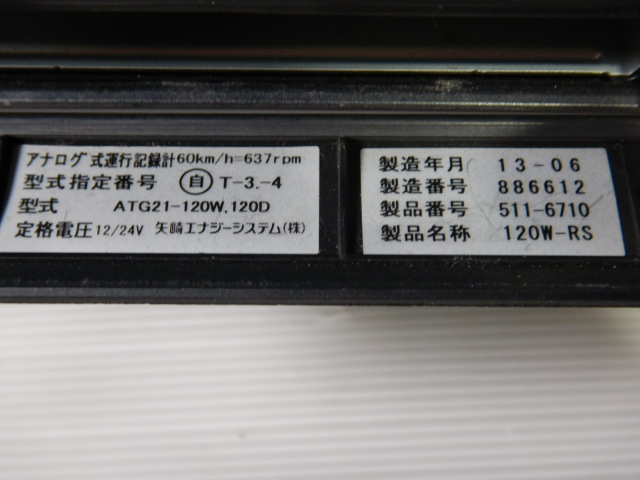 アナログ式運行記録計60km/h=637rpm
型式指定番号 自 T-3.-4
型式 ATG21-120W,120D
定格電圧12/24V 矢崎エナジーシステム(株)
製造年月 13-06
製造番号 886612
製品番号 511-6710
製品名称 120W-RS